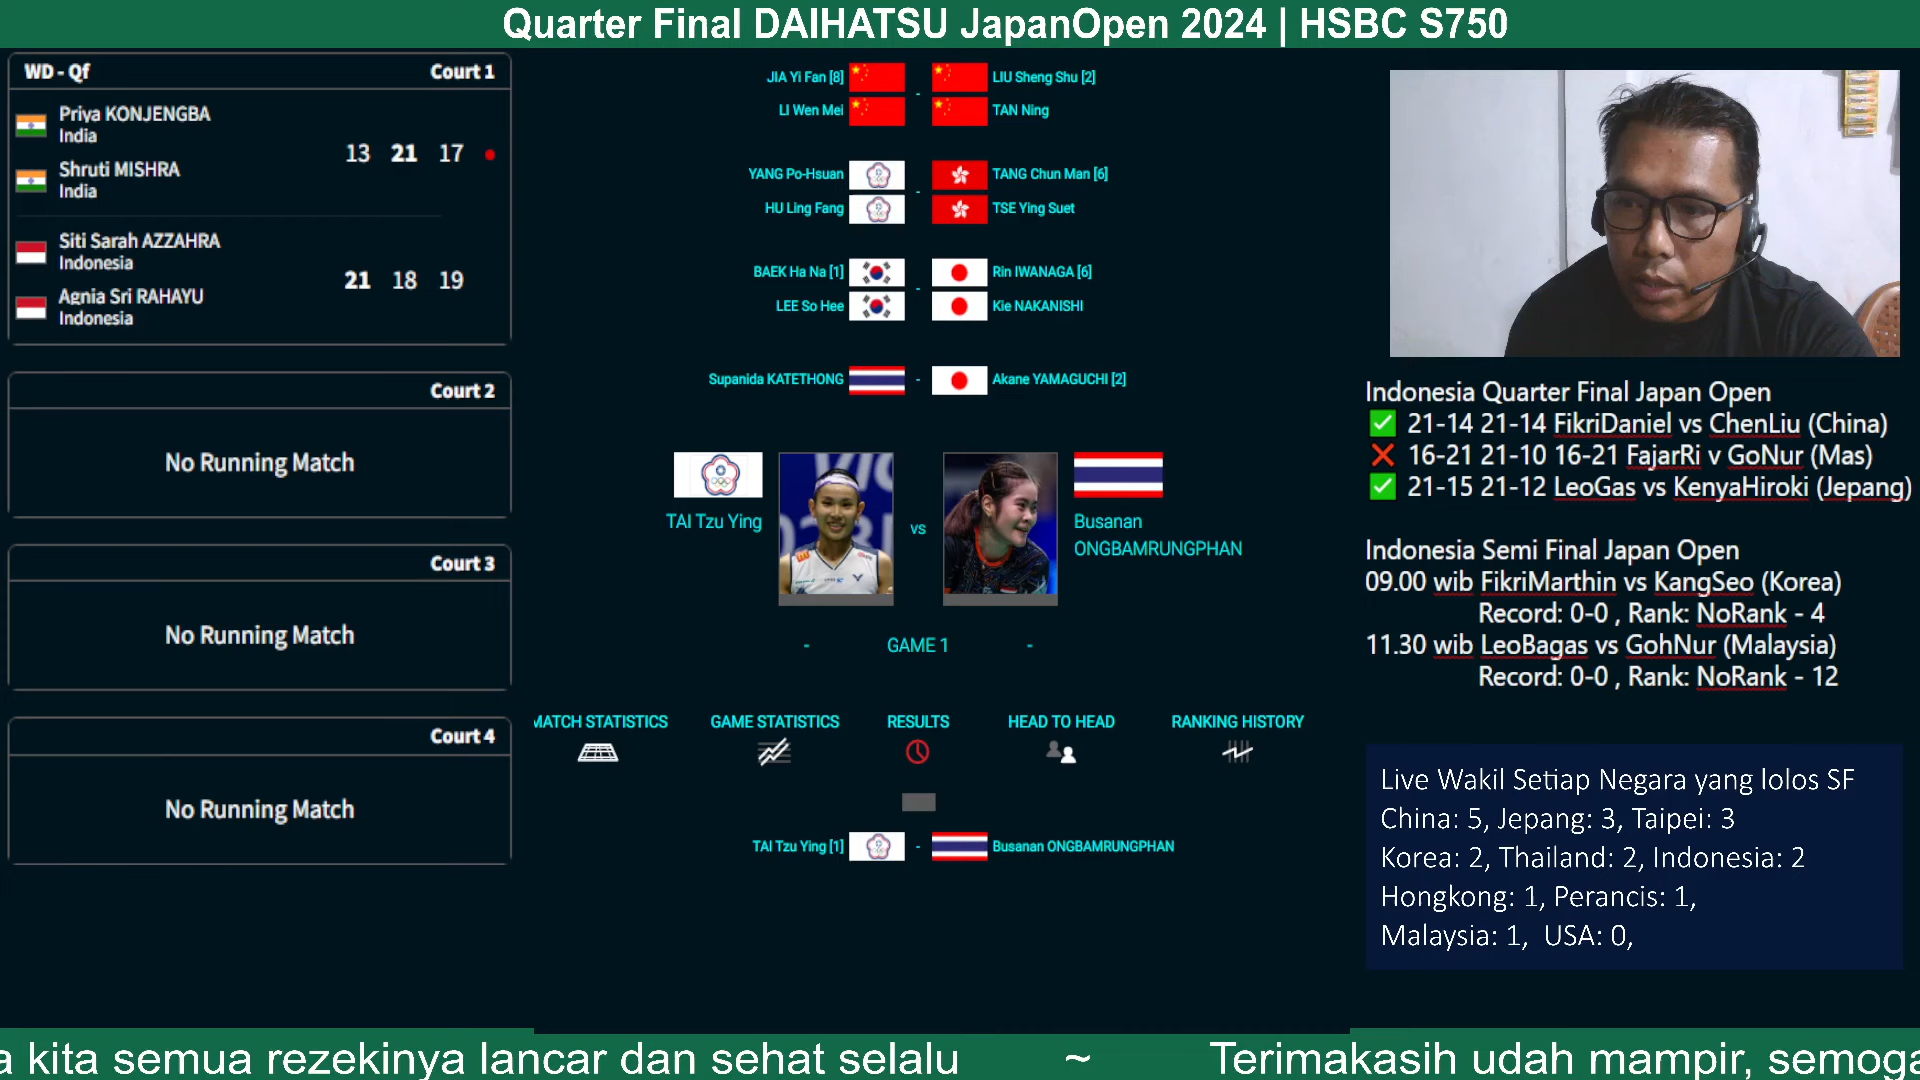 Quarter Final DAIHATSU JapanOpen 2024 | HSBC S750
WD - Qf Court 1
Priya KONJENGBA
India
13 21 17
Shruti MISHRA
India
Siti Sarah AZZAHRA
Indonesia
21 18 19
Agnia Sri RAHAYU
Indonesia
Court 2
No Running Match
Court 3
No Running Match
Court 4
No Running Match
JIA Yi Fan [8] - LIU Sheng Shu [2]
LI Wen Mei TAN Ning
YANG Po-Hsuan - TANG Chun Man [6]
HU Ling Fang TSE Ying Suet
BAEK Ha Na [1] - Rin IWANAGA [6]
LEE So Hee Kie NAKANISHI
Supanida KATETHONG - Akane YAMAGUCHI [2]
TAI Tzu Ying vs Busanan
ONGBAMRUNGPHAN
- GAME 1 -
MATCH STATISTICS GAME STATISTICS RESULTS HEAD TO HEAD RANKING HISTORY
TAI Tzu Ying [1] - Busanan ONGBAMRUNGPHAN
Indonesia Quarter Final Japan Open
✅ 21-14 21-14 FikriDaniel vs ChenLiu (China)
❌ 16-21 21-10 16-21 FajarRi v GoNur (Mas)
✅ 21-15 21-12 LeoGas vs KenyaHiroki (Jepang)
Indonesia Semi Final Japan Open
09.00 wib FikriMarthin vs KangSeo (Korea)
Record: 0-0 , Rank: NoRank - 4
11.30 wib LeoBagas vs GohNur (Malaysia)
Record: 0-0 , Rank: NoRank - 12
Live Wakil Setiap Negara yang lolos SF
China: 5, Jepang: 3, Taipei: 3
Korea: 2, Thailand: 2, Indonesia: 2
Hongkong: 1, Perancis: 1,
Malaysia: 1, USA: 0,
a kita semua rezekinya lancar dan sehat selalu ~ Terimakasih udah mampir, semoga